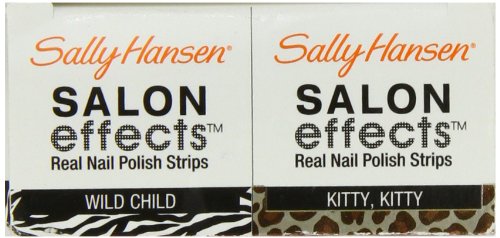 Sally Hansen®
SALON
effects™
Real Nail Polish Strips
WILD CHILD
Sally Hansen®
SALON
effects™
Real Nail Polish Strips
KITTY, KITTY